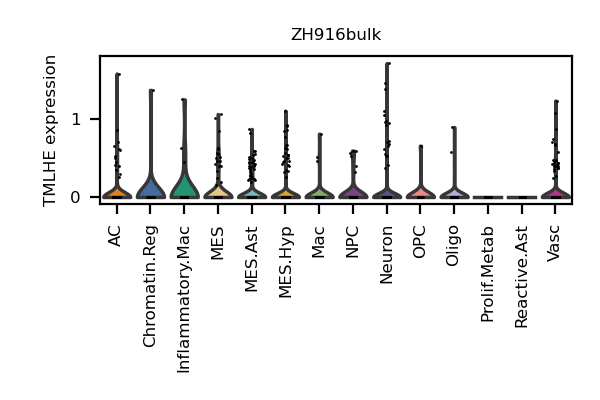 ZH916bulk
TMLHE expression
1
0
AC
Chromatin.Reg
Inflammatory.Mac
MES
MES.Ast
MES.Hyp
Mac
NPC
Neuron
OPC
Oligo
Prolif.Metab
Reactive.Ast
Vasc